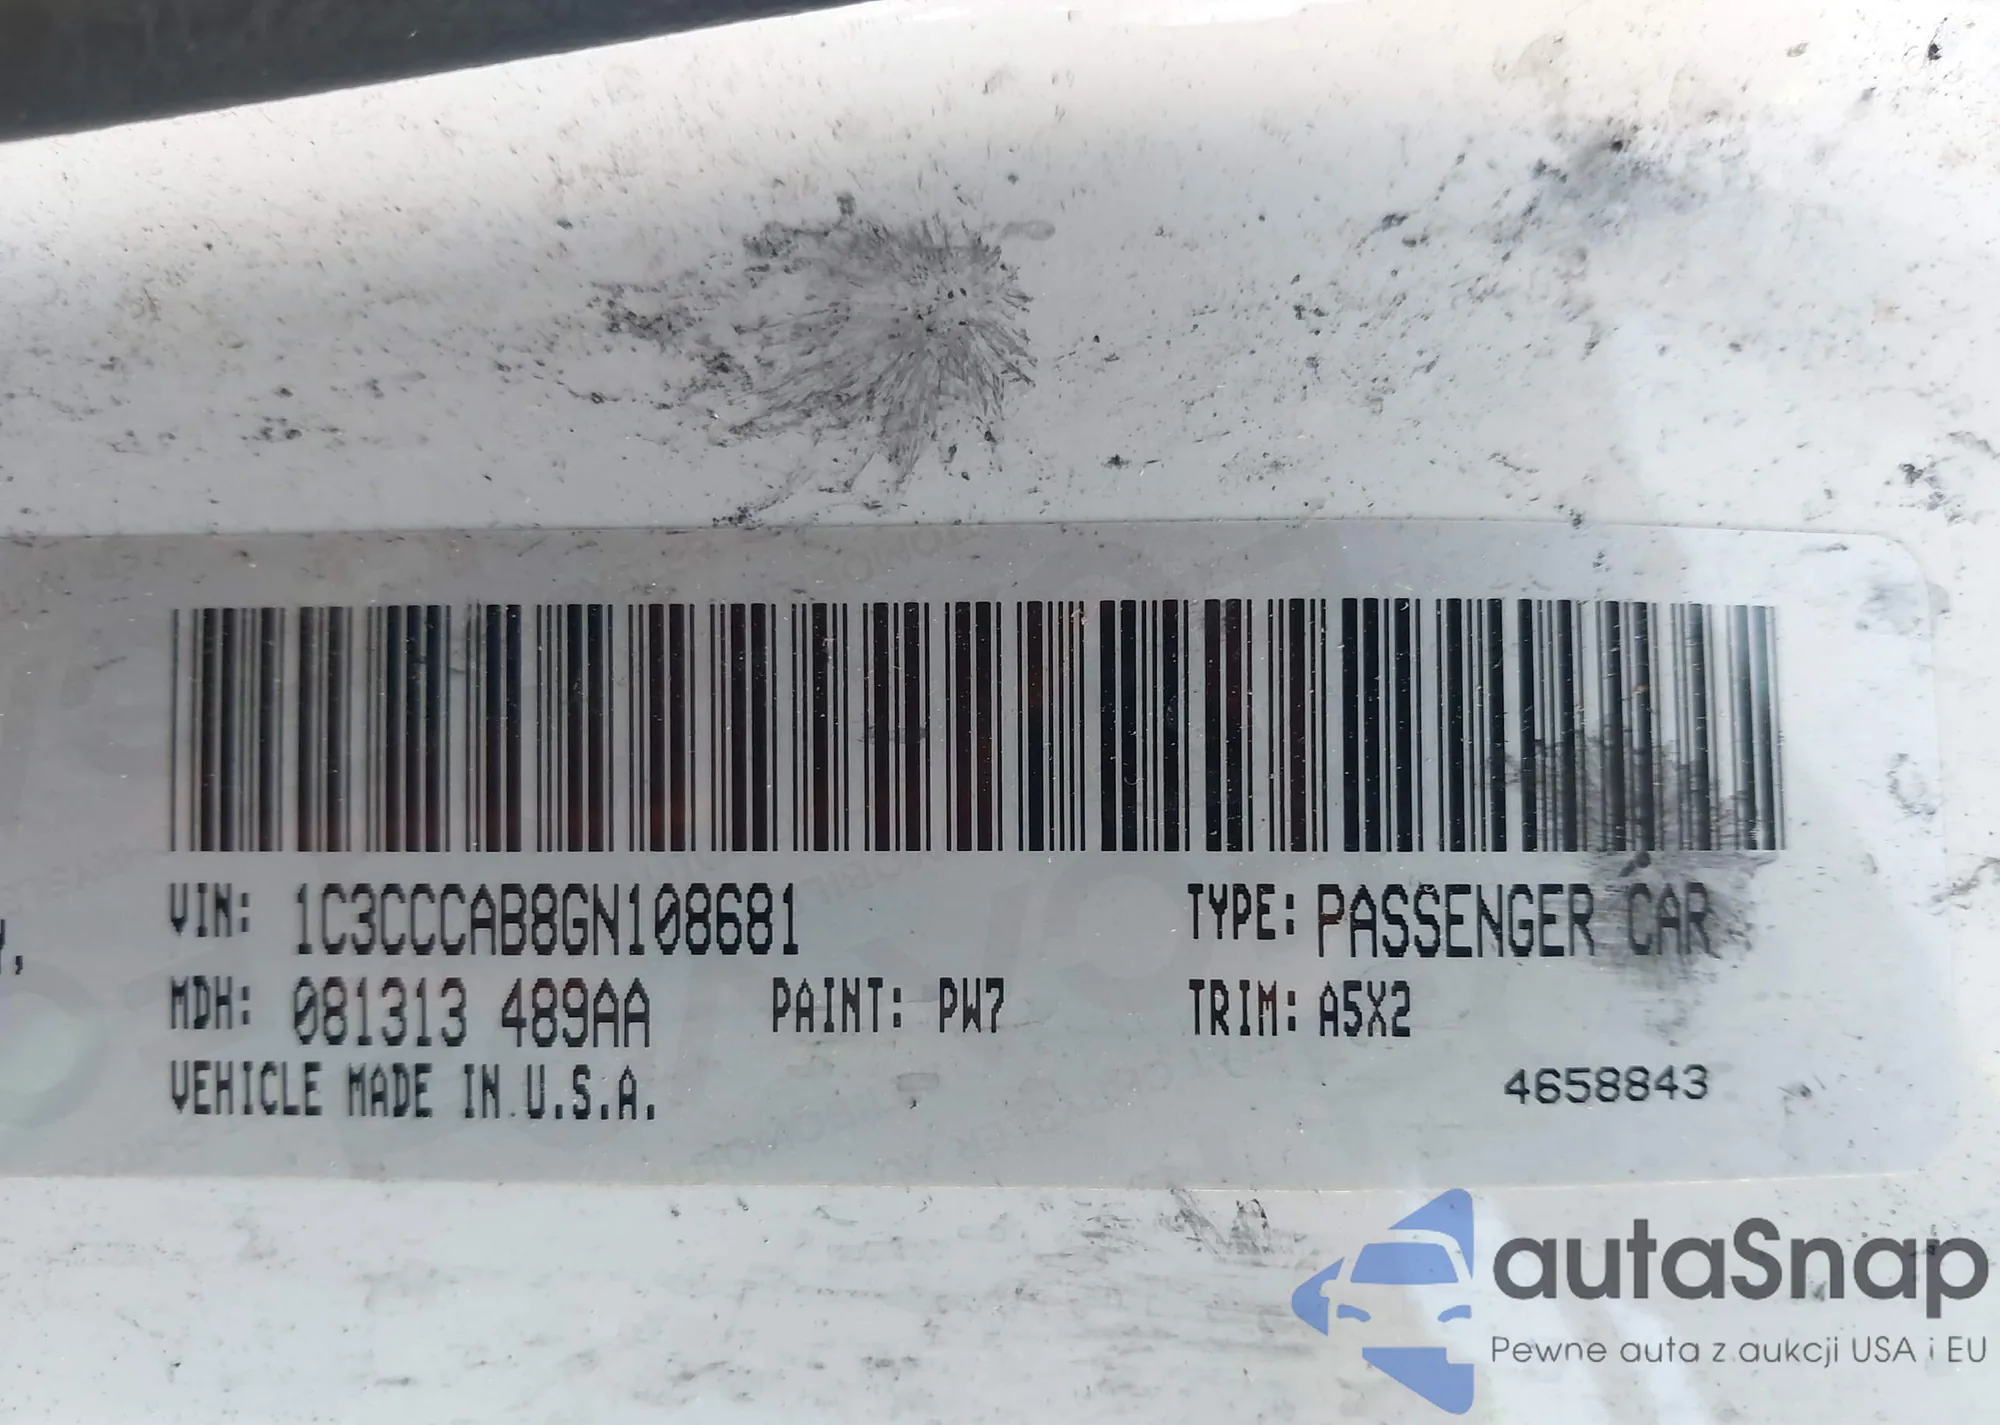 VIN: 1C3CCCAB8GN108681 TYPE: PASSENGER CAR
MDH: 081313 489AA PAINT: PW7 TRIM: A5X2
VEHICLE MADE IN U.S.A.
4658843
autaSnap
Pewne auta z aukcji USA i EU